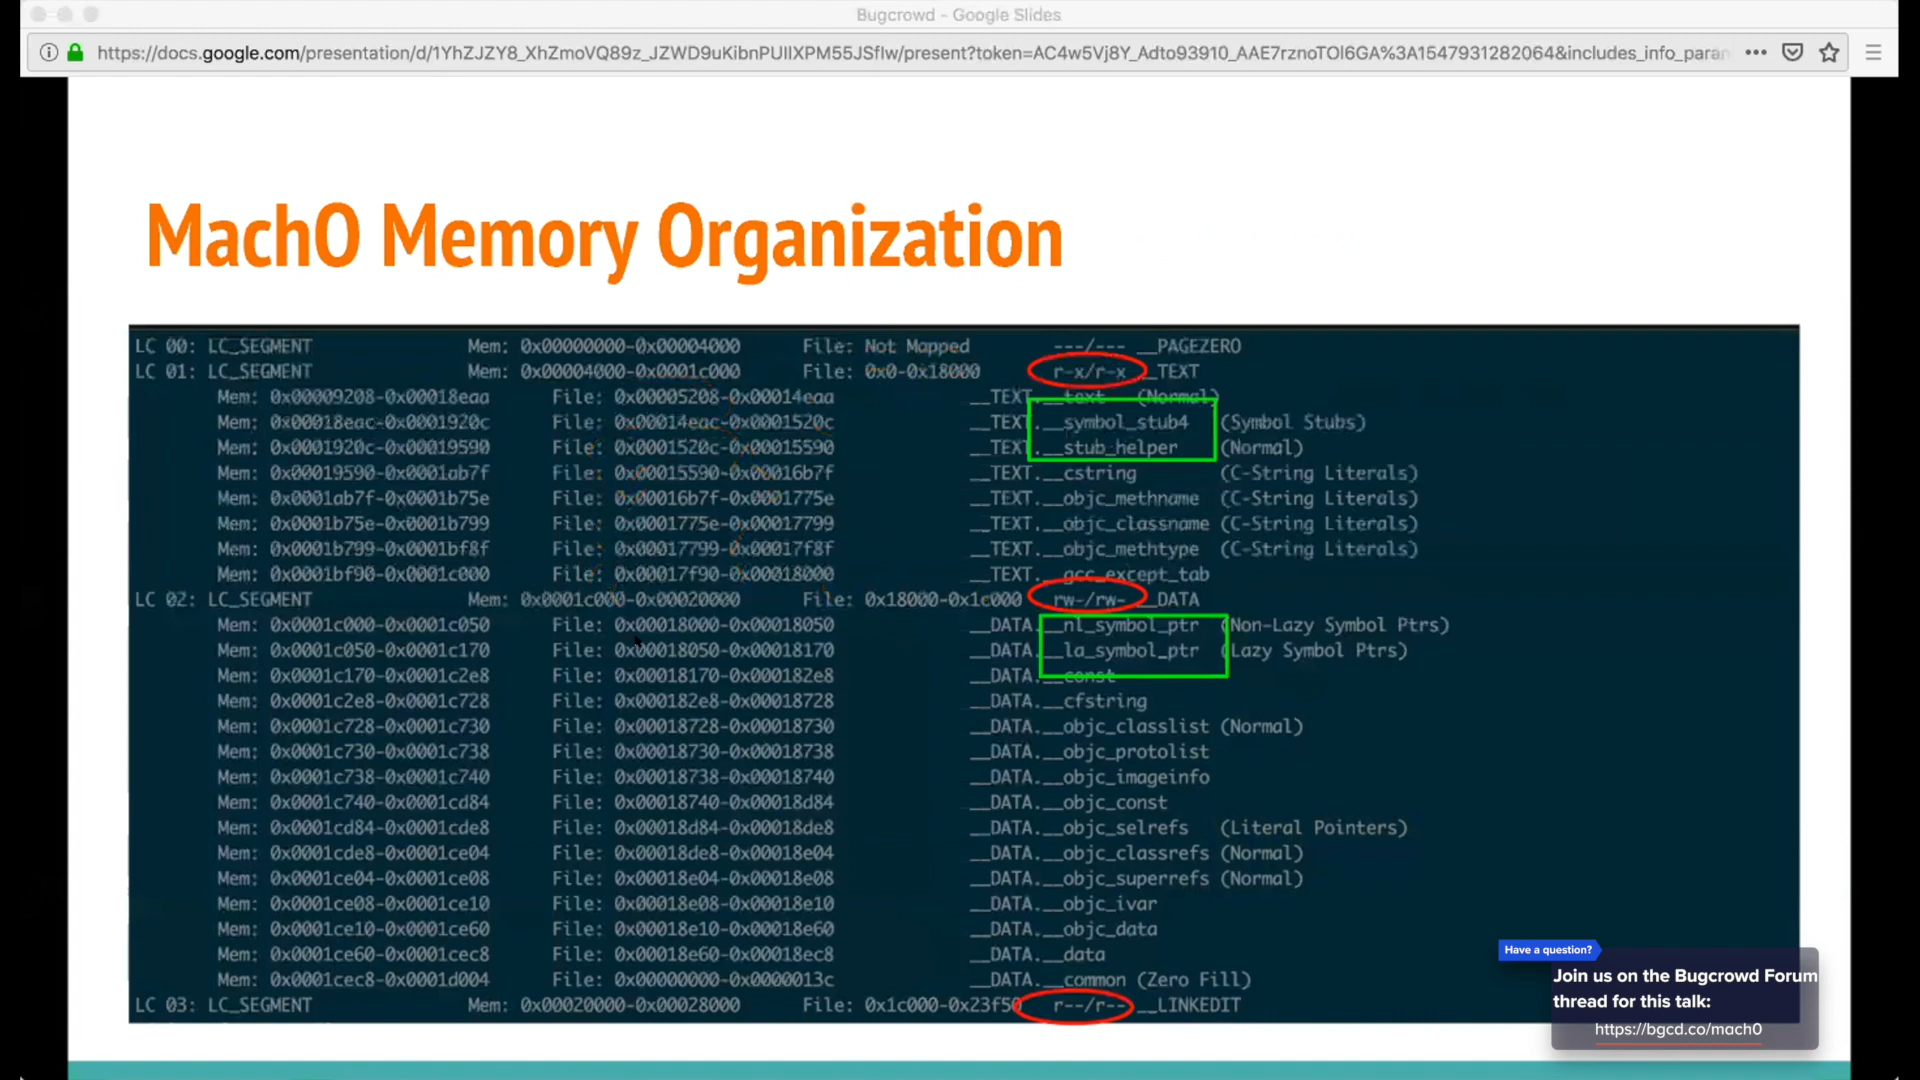 Bugcrowd - Google Slides
https://docs.google.com/presentation/d/1YhZJZY8_XhZmoVQ89z_JZWD9uKibnPUlIXPM55JSfIw/present?token=AC4w5Vj8Y_Adto93910_AAE7rznoTOl6GA%3A1547931282064&includes_info_param
MachO Memory Organization
LC 00: LC_SEGMENT Mem: 0x00000000-0x00004000 File: Not Mapped ---/--- __PAGEZERO
LC 01: LC_SEGMENT Mem: 0x00004000-0x0001c000 File: 0x0-0x18000 r-x/r-x __TEXT
Mem: 0x00009208-0x00018eaa File: 0x00005208-0x00014eaa __TEXT.__text (Normal)
Mem: 0x00018eac-0x0001920c File: 0x00014eac-0x0001520c __TEXT.__symbol_stub4 (Symbol Stubs)
Mem: 0x0001920c-0x00019590 File: 0x0001520c-0x00015590 __TEXT.__stub_helper (Normal)
Mem: 0x00019590-0x0001ab7f File: 0x00015590-0x00016b7f __TEXT.__cstring (C-String Literals)
Mem: 0x0001ab7f-0x0001b75e File: 0x00016b7f-0x0001775e __TEXT.__objc_methname (C-String Literals)
Mem: 0x0001b75e-0x0001b799 File: 0x0001775e-0x00017799 __TEXT.__objc_classname (C-String Literals)
Mem: 0x0001b799-0x0001bf8f File: 0x00017799-0x00017f8f __TEXT.__objc_methtype (C-String Literals)
Mem: 0x0001bf90-0x0001c000 File: 0x00017f90-0x00018000 __TEXT.__gcc_except_tab
LC 02: LC_SEGMENT Mem: 0x0001c000-0x00020000 File: 0x18000-0x1c000 rw-/rw- __DATA
Mem: 0x0001c000-0x0001c050 File: 0x00018000-0x00018050 __DATA.__nl_symbol_ptr (Non-Lazy Symbol Ptrs)
Mem: 0x0001c050-0x0001c170 File: 0x00018050-0x00018170 __DATA.__la_symbol_ptr (Lazy Symbol Ptrs)
Mem: 0x0001c170-0x0001c2e8 File: 0x00018170-0x000182e8 __DATA.__const
Mem: 0x0001c2e8-0x0001c728 File: 0x000182e8-0x00018728 __DATA.__cfstring
Mem: 0x0001c728-0x0001c730 File: 0x00018728-0x00018730 __DATA.__objc_classlist (Normal)
Mem: 0x0001c730-0x0001c738 File: 0x00018730-0x00018738 __DATA.__objc_protolist
Mem: 0x0001c738-0x0001c740 File: 0x00018738-0x00018740 __DATA.__objc_imageinfo
Mem: 0x0001c740-0x0001cd84 File: 0x00018740-0x00018d84 __DATA.__objc_const
Mem: 0x0001cd84-0x0001cde8 File: 0x00018d84-0x00018de8 __DATA.__objc_selrefs (Literal Pointers)
Mem: 0x0001cde8-0x0001ce04 File: 0x00018de8-0x00018e04 __DATA.__objc_classrefs (Normal)
Mem: 0x0001ce04-0x0001ce08 File: 0x00018e04-0x00018e08 __DATA.__objc_superrefs (Normal)
Mem: 0x0001ce08-0x0001ce10 File: 0x00018e08-0x00018e10 __DATA.__objc_ivar
Mem: 0x0001ce10-0x0001ce60 File: 0x00018e10-0x00018e60 __DATA.__objc_data
Mem: 0x0001ce60-0x0001cec8 File: 0x00018e60-0x00018ec8 __DATA.__data
Mem: 0x0001cec8-0x0001d004 File: 0x00000000-0x0000013c __DATA.__common (Zero Fill)
LC 03: LC_SEGMENT Mem: 0x00020000-0x00028000 File: 0x1c000-0x23f50 r--/r-- __LINKEDIT
Have a question?
Join us on the Bugcrowd Forum
thread for this talk:
https://bgcd.co/mach0